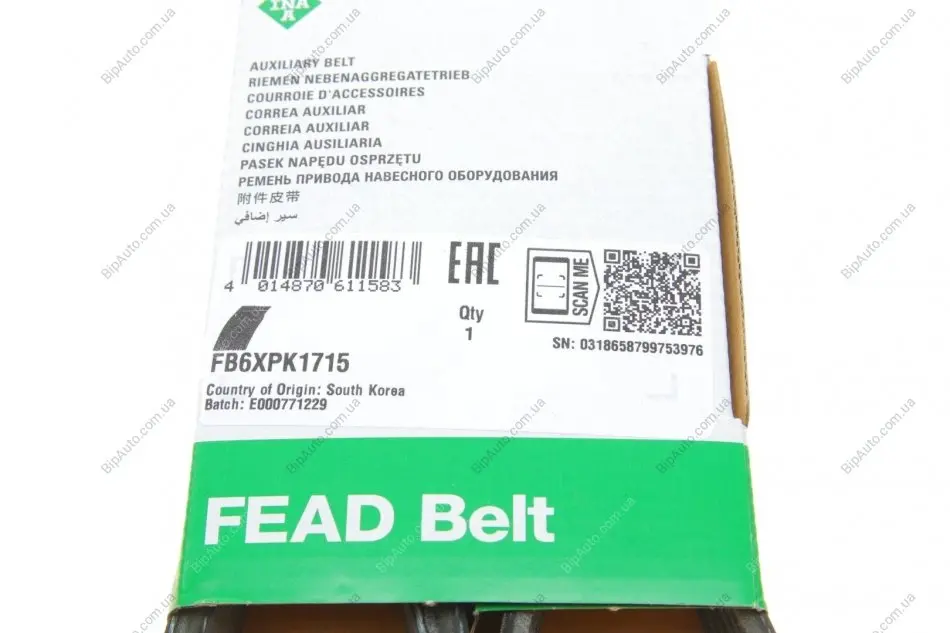 INA
A
AUXILIARY BELT
RIEMEN NEBENAGGREGATETRIEB
COURROIE D'ACCESSOIRES
CORREA AUXILIAR
CORREIA AUXILIAR
CINGHIA AUSILIARIA
PASEK NAPĘDU OSPRZĘTU
РЕМЕНЬ ПРИВОДА НАВЕСНОГО ОБОРУДОВАНИЯ
附件皮带
سير إضافي
4 014870 611583
EAC
Qty
1
SCAN ME
SN: 0318658799753976
FB6XPK1715
Country of Origin: South Korea
Batch: E000771229
FEAD Belt
BipAuto.com.ua